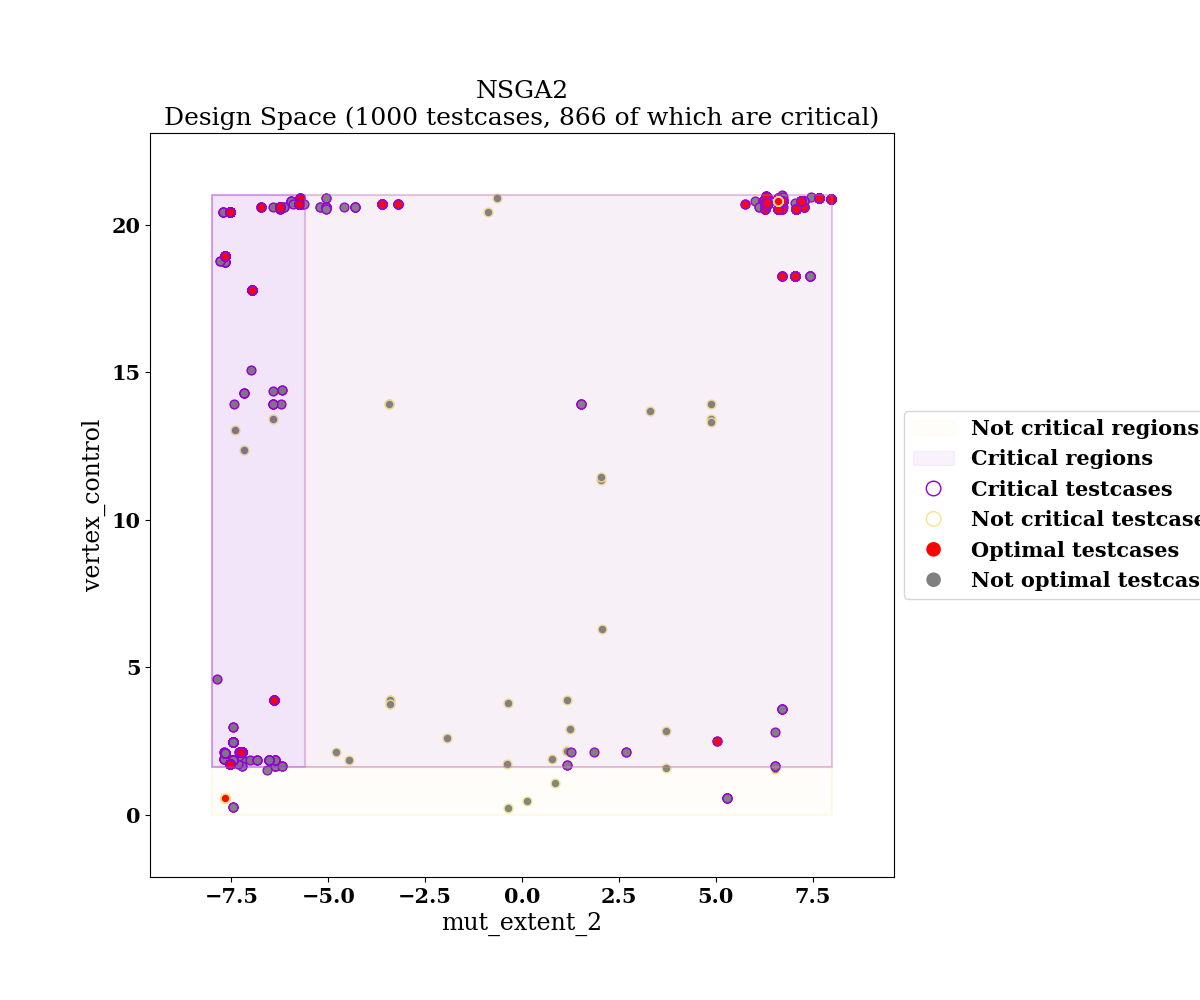 NSGA2
Design Space (1000 testcases, 866 of which are critical)
vertex_control
20
15
10
5
0
−7.5 −5.0 −2.5 0.0 2.5 5.0 7.5
mut_extent_2
Not critical regions
Critical regions
Critical testcases
Not critical testcase
Optimal testcases
Not optimal testcas